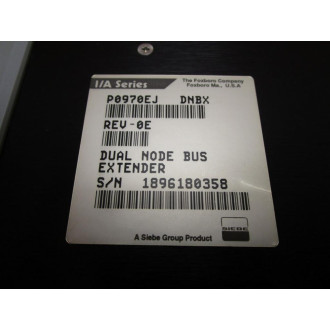 I/A Series
The Foxboro Company
Foxboro Ma., U.S.A
P0970EJ DNBX
REV-0E
DUAL NODE BUS
EXTENDER
S/N 1896180358
A Siebe Group Product
SIEBE